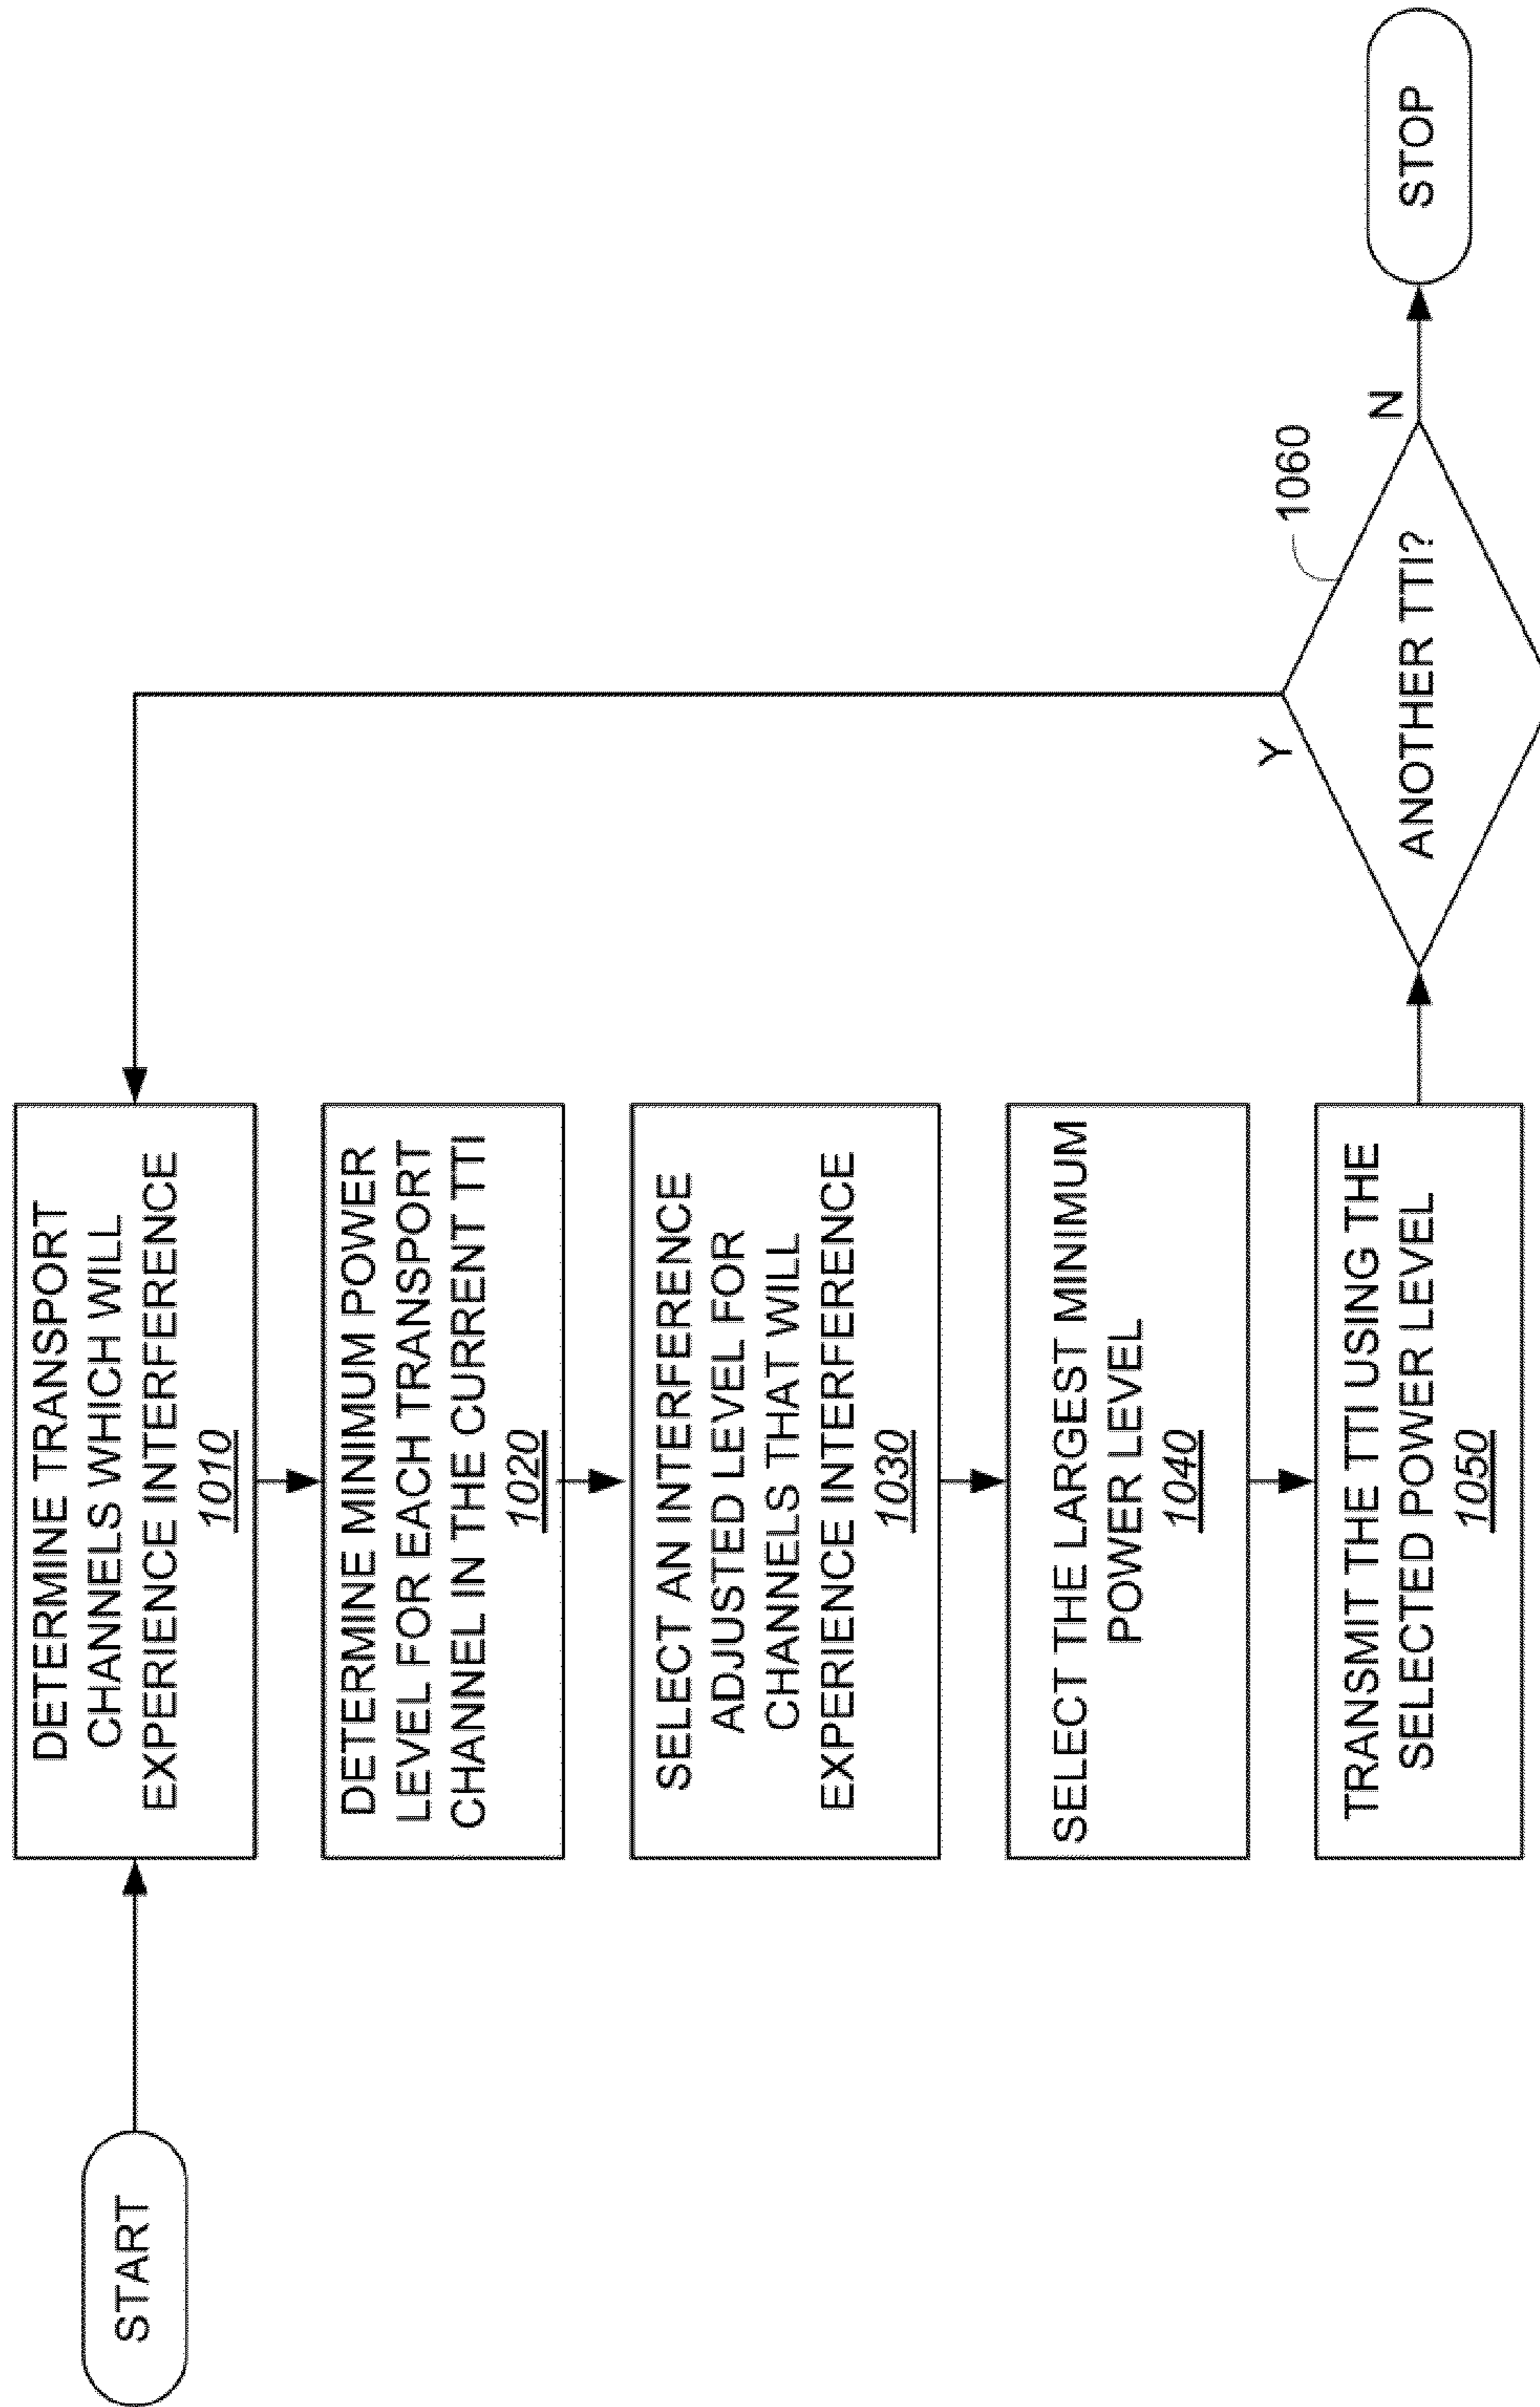 START
DETERMINE TRANSPORT
CHANNELS WHICH WILL
EXPERIENCE INTERFERENCE
1010
DETERMINE MINIMUM POWER
LEVEL FOR EACH TRANSPORT
CHANNEL IN THE CURRENT TTI
1020
SELECT AN INTERFERENCE
ADJUSTED LEVEL FOR
CHANNELS THAT WILL
EXPERIENCE INTERFERENCE
1030
SELECT THE LARGEST MINIMUM
POWER LEVEL
1040
TRANSMIT THE TTI USING THE
SELECTED POWER LEVEL
1050
Y
1060
ANOTHER TTI?
N
STOP